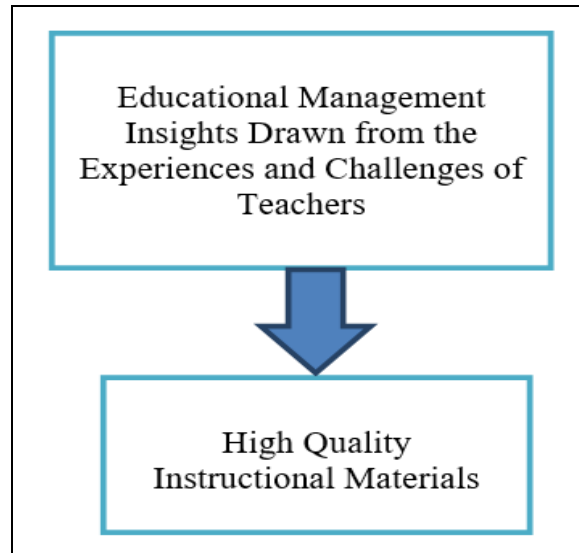 Educational Management
Insights Drawn from the
Experiences and Challenges of
Teachers
High Quality
Instructional Materials